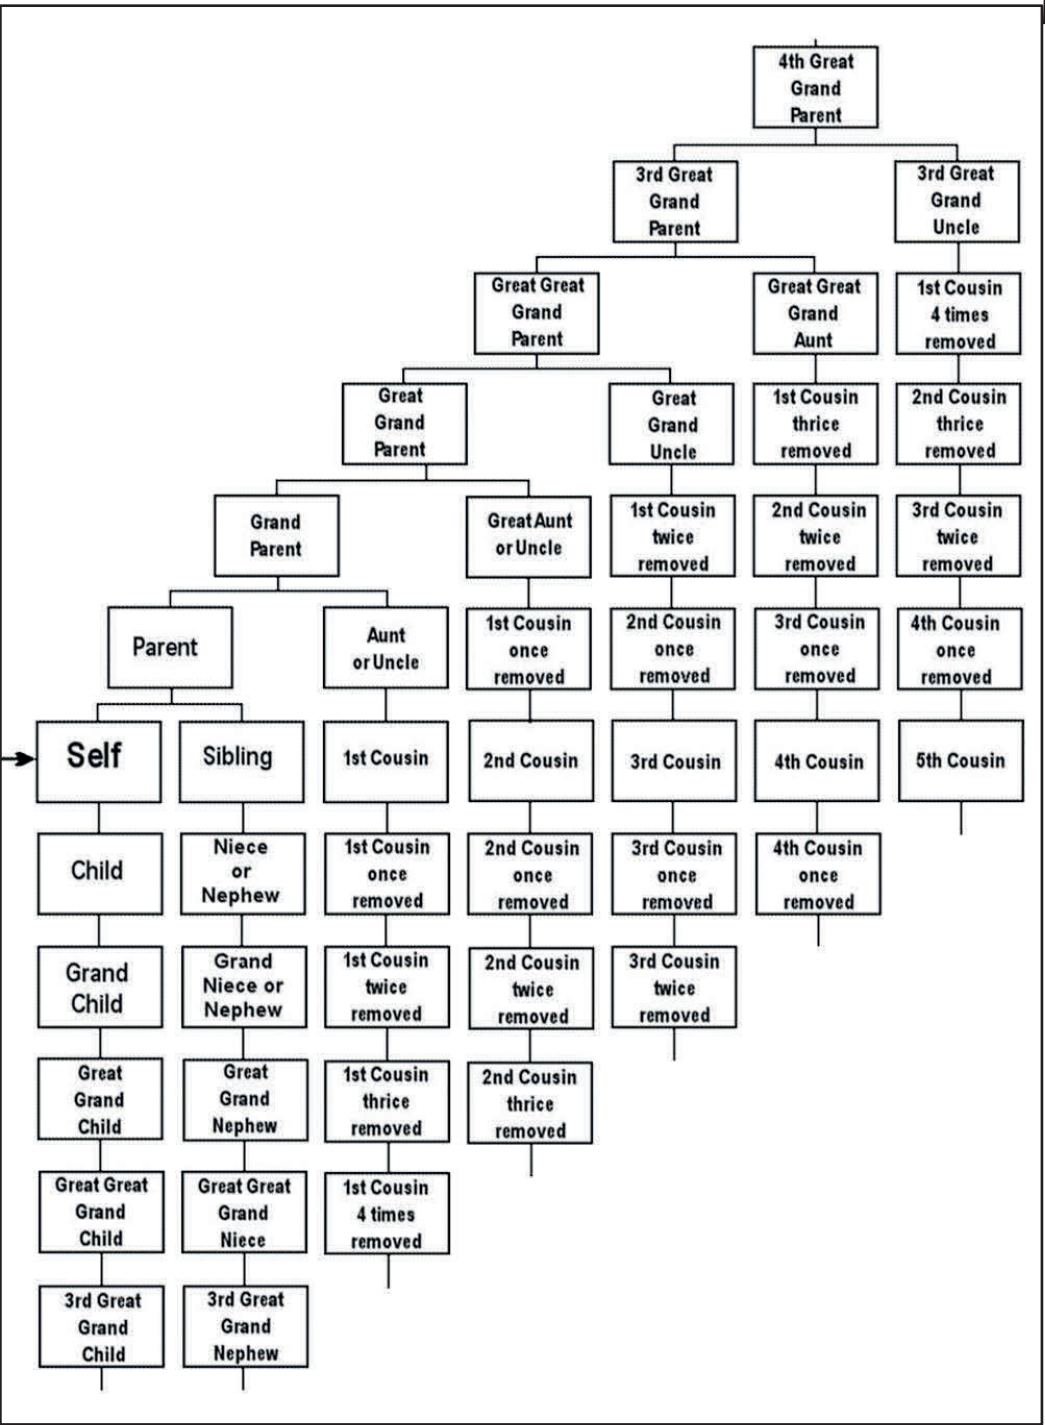 4th Great
Grand
Parent
3rd Great
Grand
Parent
3rd Great
Grand
Uncle
Great Great
Grand
Parent
Great Great
Grand
Aunt
1st Cousin
4 times
removed
Great
Grand
Parent
Great
Grand
Uncle
1st Cousin
thrice
removed
2nd Cousin
thrice
removed
Grand
Parent
Great Aunt
or Uncle
1st Cousin
twice
removed
2nd Cousin
twice
removed
3rd Cousin
twice
removed
Parent
Aunt
or Uncle
1st Cousin
once
removed
2nd Cousin
once
removed
3rd Cousin
once
removed
4th Cousin
once
removed
Self
Sibling
1st Cousin
2nd Cousin
3rd Cousin
4th Cousin
5th Cousin
Child
Niece
or
Nephew
1st Cousin
once
removed
2nd Cousin
once
removed
3rd Cousin
once
removed
4th Cousin
once
removed
Grand
Child
Grand
Niece or
Nephew
1st Cousin
twice
removed
2nd Cousin
twice
removed
3rd Cousin
twice
removed
Great
Grand
Child
Great
Grand
Nephew
1st Cousin
thrice
removed
2nd Cousin
thrice
removed
Great Great
Grand
Child
Great Great
Grand
Niece
1st Cousin
4 times
removed
3rd Great
Grand
Child
3rd Great
Grand
Nephew